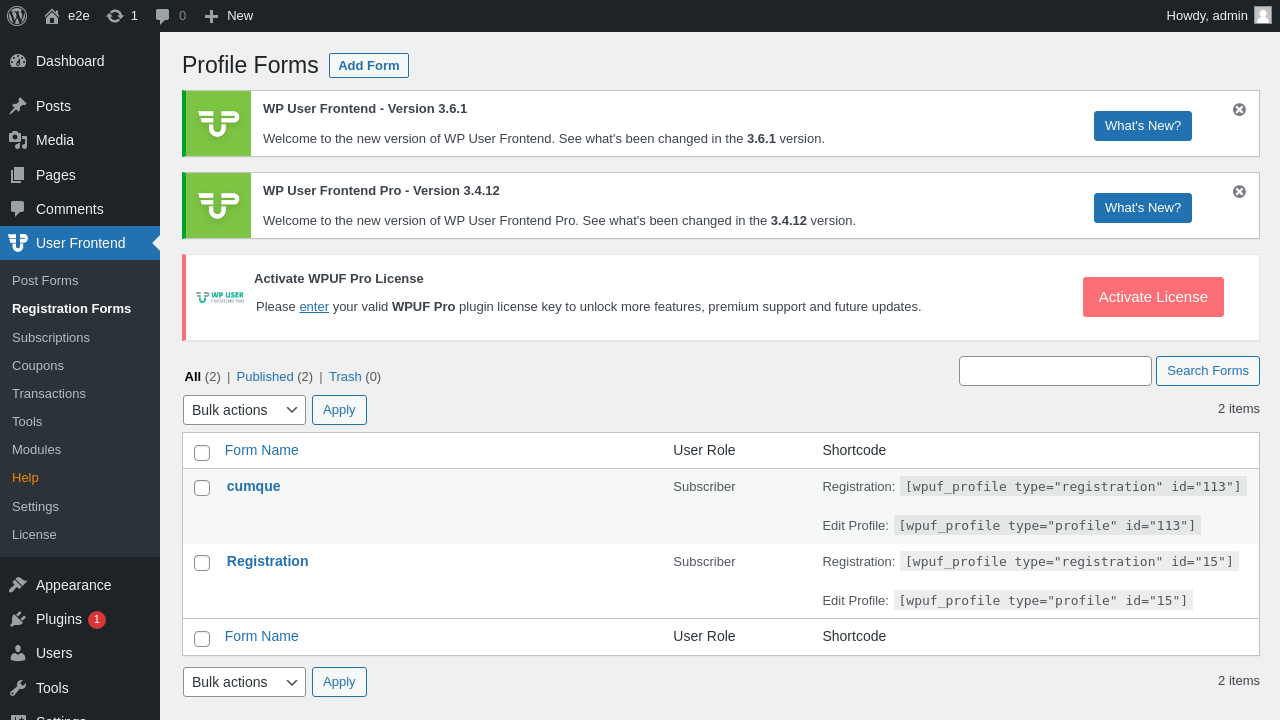 e2e
1
0
New
Howdy, admin
Dashboard
Posts
Media
Pages
Comments
User Frontend
Post Forms
Registration Forms
Subscriptions
Coupons
Transactions
Tools
Modules
Help
Settings
License
Appearance
Plugins 1
Users
Tools
Settings
Profile Forms
Add Form
WP User Frontend - Version 3.6.1
Welcome to the new version of WP User Frontend. See what's been changed in the 3.6.1 version.
What's New?
WP User Frontend Pro - Version 3.4.12
Welcome to the new version of WP User Frontend Pro. See what's been changed in the 3.4.12 version.
What's New?
WP USER
FRONTEND PRO
Activate WPUF Pro License
Please enter your valid WPUF Pro plugin license key to unlock more features, premium support and future updates.
Activate License
All (2) | Published (2) | Trash (0)
Search Forms
Bulk actions
Apply
2 items
Form Name User Role Shortcode
cumque Subscriber Registration: [wpuf_profile type="registration" id="113"]
Edit Profile: [wpuf_profile type="profile" id="113"]
Registration Subscriber Registration: [wpuf_profile type="registration" id="15"]
Edit Profile: [wpuf_profile type="profile" id="15"]
Form Name User Role Shortcode
Bulk actions
Apply
2 items